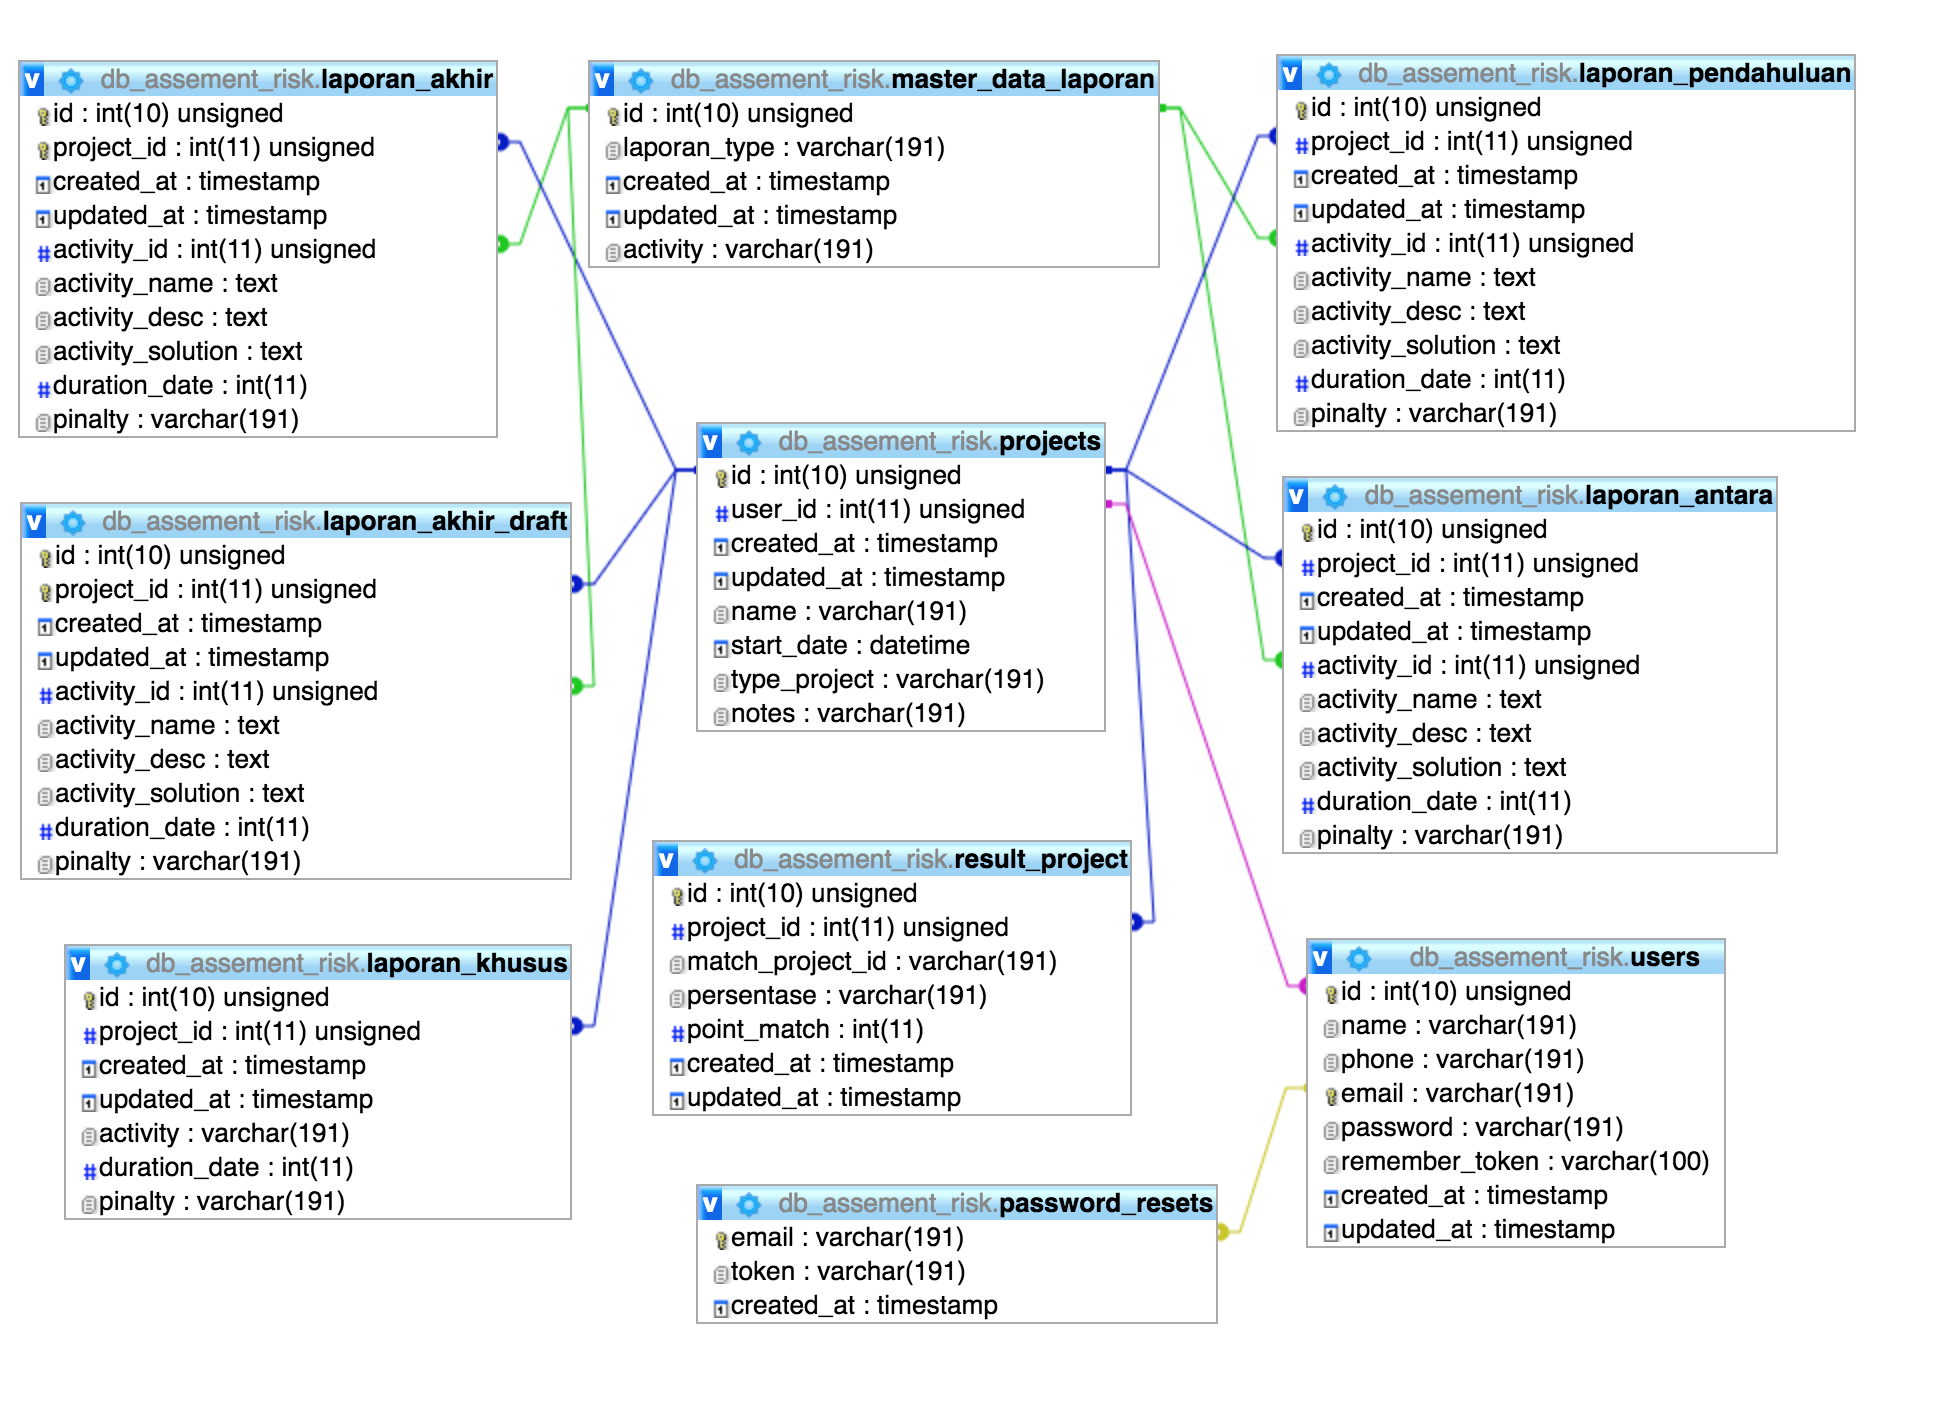 db_assement_risk.laporan_akhir
id : int(10) unsigned
project_id : int(11) unsigned
created_at : timestamp
updated_at : timestamp
activity_id : int(11) unsigned
activity_name : text
activity_desc : text
activity_solution : text
duration_date : int(11)
pinalty : varchar(191)
db_assement_risk.master_data_laporan
id : int(10) unsigned
laporan_type : varchar(191)
created_at : timestamp
updated_at : timestamp
activity : varchar(191)
db_assement_risk.laporan_pendahuluan
id : int(10) unsigned
project_id : int(11) unsigned
created_at : timestamp
updated_at : timestamp
activity_id : int(11) unsigned
activity_name : text
activity_desc : text
activity_solution : text
duration_date : int(11)
pinalty : varchar(191)
db_assement_risk.laporan_akhir_draft
id : int(10) unsigned
project_id : int(11) unsigned
created_at : timestamp
updated_at : timestamp
activity_id : int(11) unsigned
activity_name : text
activity_desc : text
activity_solution : text
duration_date : int(11)
pinalty : varchar(191)
db_assement_risk.projects
id : int(10) unsigned
user_id : int(11) unsigned
created_at : timestamp
updated_at : timestamp
name : varchar(191)
start_date : datetime
type_project : varchar(191)
notes : varchar(191)
db_assement_risk.laporan_antara
id : int(10) unsigned
project_id : int(11) unsigned
created_at : timestamp
updated_at : timestamp
activity_id : int(11) unsigned
activity_name : text
activity_desc : text
activity_solution : text
duration_date : int(11)
pinalty : varchar(191)
db_assement_risk.laporan_khusus
id : int(10) unsigned
project_id : int(11) unsigned
created_at : timestamp
updated_at : timestamp
activity : varchar(191)
duration_date : int(11)
pinalty : varchar(191)
db_assement_risk.result_project
id : int(10) unsigned
project_id : int(11) unsigned
match_project_id : varchar(191)
persentase : varchar(191)
point_match : int(11)
created_at : timestamp
updated_at : timestamp
db_assement_risk.users
id : int(10) unsigned
name : varchar(191)
phone : varchar(191)
email : varchar(191)
password : varchar(191)
remember_token : varchar(100)
created_at : timestamp
updated_at : timestamp
db_assement_risk.password_resets
email : varchar(191)
token : varchar(191)
created_at : timestamp